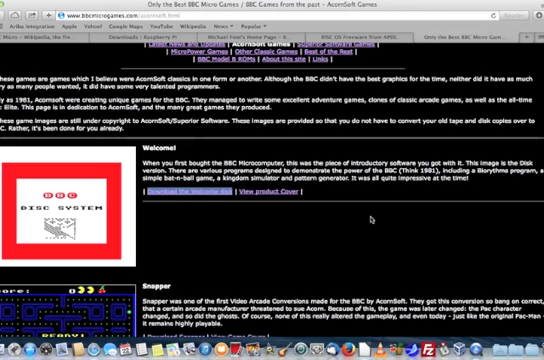 Only the Best BBC Micro Games / BBC Games from the past - AcornSoft Games
www.bbcmicrogames.com/acornsoft.html
Reader
Ariba Integration Apple Yahoo! Google Maps YouTube Wikipedia News Popular
Micro - Wikipedia, the fre Downloads | Raspberry Pi Michael Fest's Home Page - R RISC OS Freeware from APDL Only the Best BBC Micro Gam
Latest News and Updates | AcornSoft Games | Superior Software Games |
| MicroPower Games | Other Classic Games | Best of the Rest |
| BBC Model B ROMs | About this site | Links |
hese games are games which I believe were AcornSoft classics in one form or another. Although the BBC didn't have the best graphics for the time, neither did it have as much
ry as many people wanted, it did have some very talented programmers.
ly as 1981, Acornsoft were creating unique games for the BBC. They managed to write some excellent adventure games, clones of classic arcade games, as well as the all-time
: Elite. This page is in dedication to AcornSoft, and the many great games they produced.
hese game images are still under copyright to AcornSoft/Superior Software. These images are provided so that you do not have to convert your old tape and disk copies over to
C. Rather, it's been done for you already.
Welcome!
When you first bought the BBC Microcomputer, this was the piece of introductory software you got with it. This image is the Disk
version. There are various programs designed to demonstrate the power of the BBC (Think 1981), including a Biorythms program, a
simple bat-n-ball game, a kingdom simulator and pattern generator. It was all quite impressive at the time!
| Download the Welcome disk | View product Cover |
BBC
DISC SYSTEM
Snapper
Snapper was one of the first Video Arcade Conversions made for the BBC by AcornSoft. They got this conversion so bang on correct,
that a certain arcade manufacturer threatened to sue Acorn. Because of this, the game was later changed: the Pac character
changed, and so did the ghosts. Of course, none of this really altered the gameplay, and even today - just like the original Pac-Men -
it remains highly playable.
| Download Snapper | View Game Cover |
ore: 0
READY!